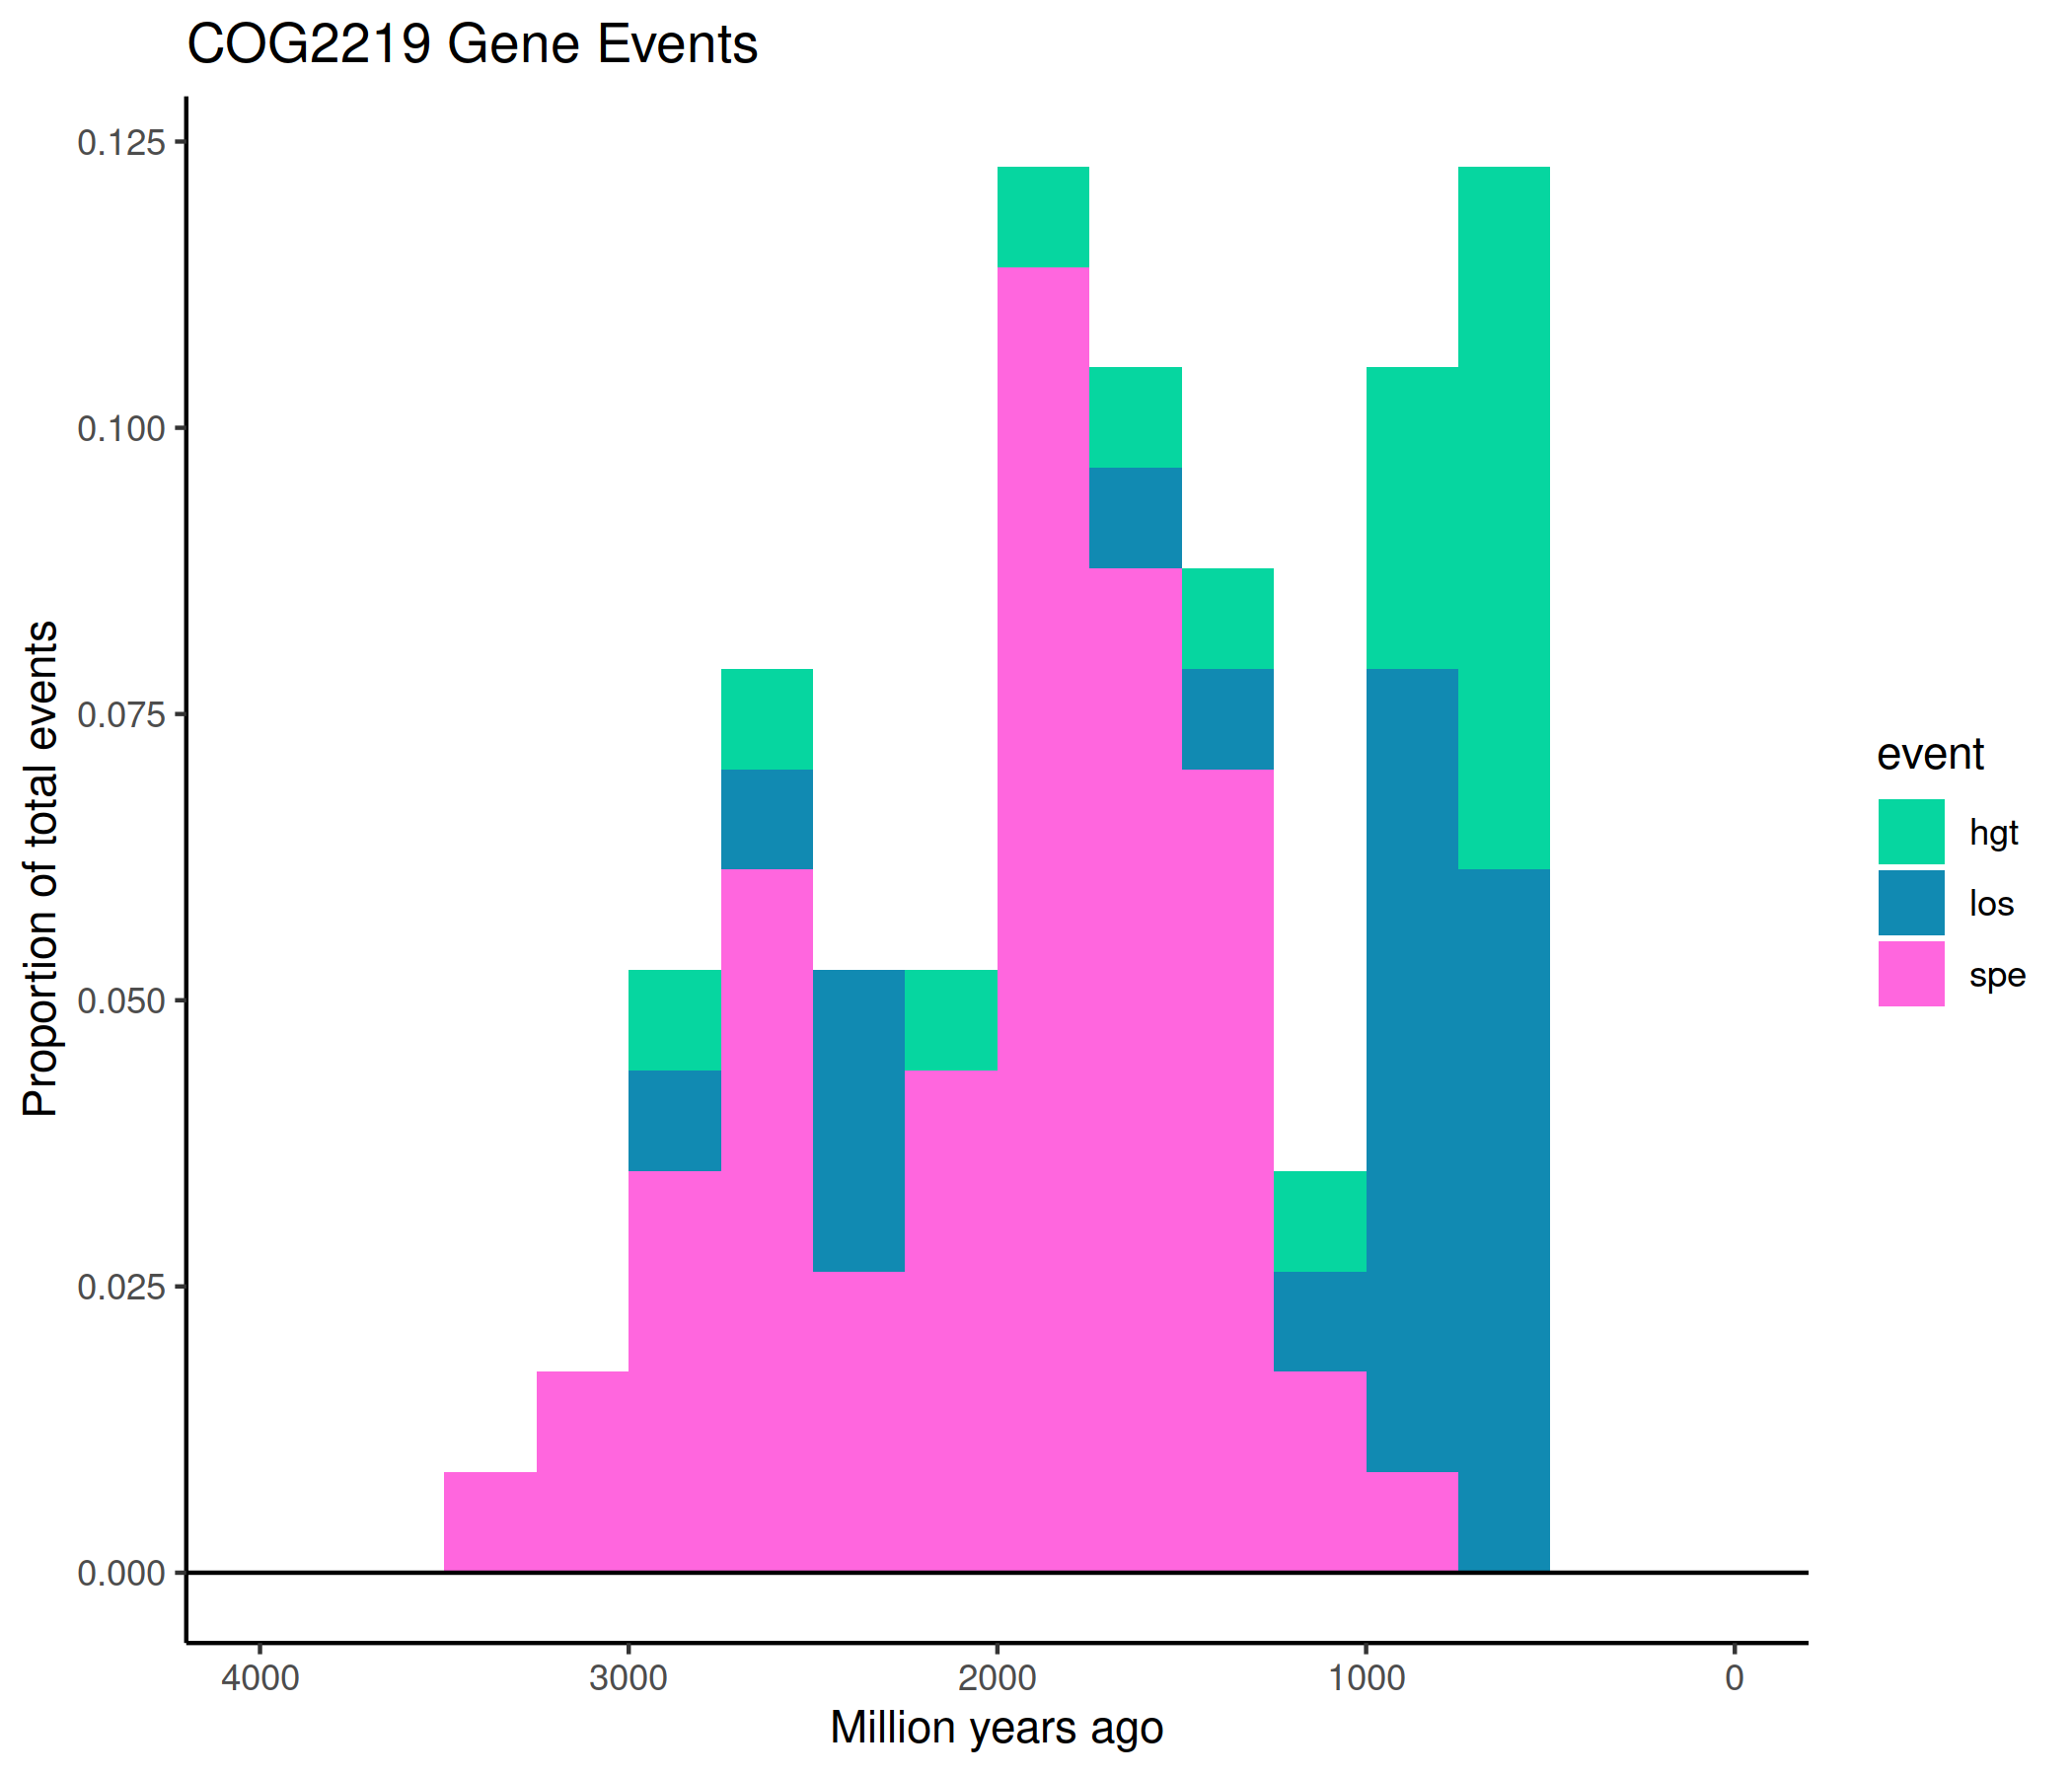 COG2219 Gene Events
0.125
0.100
0.075
0.050
0.025
0.000
Proportion of total events
4000 3000 2000 1000 0
Million years ago
event
hgt
los
spe